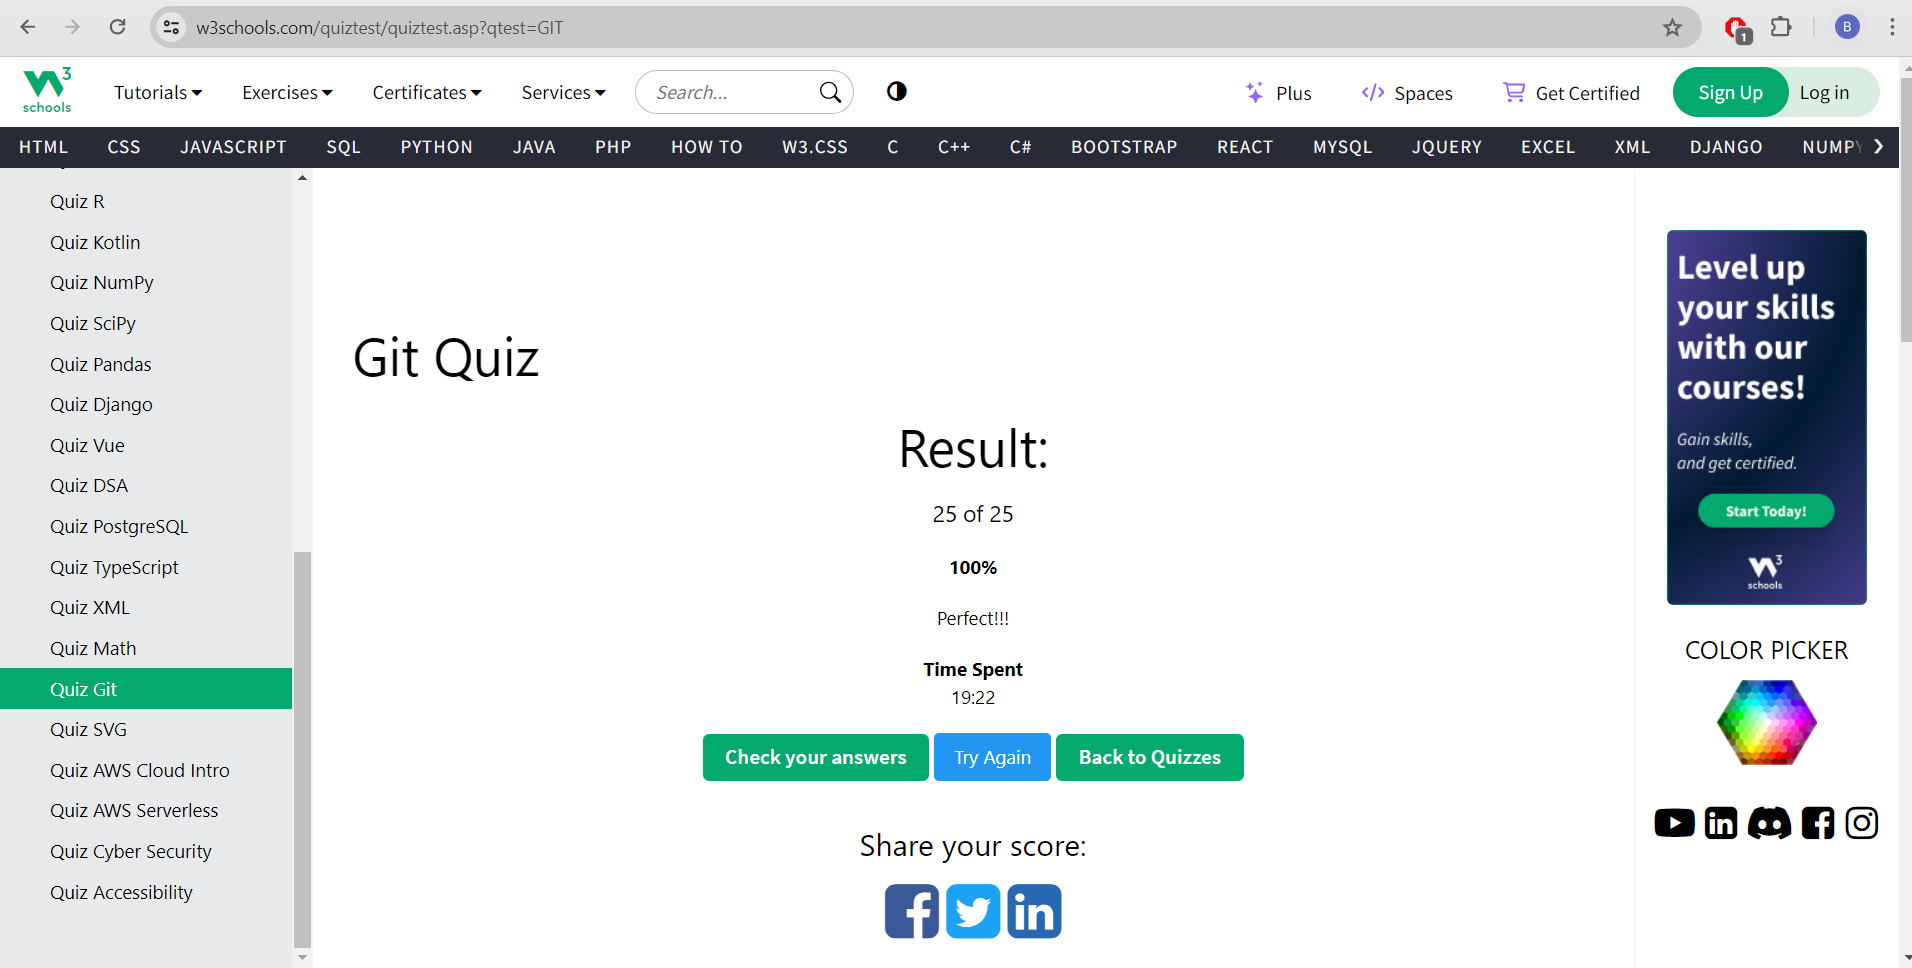 w3schools.com/quiztest/quiztest.asp?qtest=GIT
1
B
W3
schools
Tutorials
Exercises
Certificates
Services
Search...
Plus
Spaces
Get Certified
Sign Up
Log in
HTML CSS JAVASCRIPT SQL PYTHON JAVA PHP HOW TO W3.CSS C C++ C# BOOTSTRAP REACT MYSQL JQUERY EXCEL XML DJANGO NUMPY
Quiz R
Quiz Kotlin
Quiz NumPy
Quiz SciPy
Quiz Pandas
Quiz Django
Quiz Vue
Quiz DSA
Quiz PostgreSQL
Quiz TypeScript
Quiz XML
Quiz Math
Quiz Git
Quiz SVG
Quiz AWS Cloud Intro
Quiz AWS Serverless
Quiz Cyber Security
Quiz Accessibility
Git Quiz
Result:
25 of 25
100%
Perfect!!!
Time Spent
19:22
Check your answers
Try Again
Back to Quizzes
Share your score:
Level up
your skills
with our
courses!
Gain skills,
and get certified.
Start Today!
W3
schools
COLOR PICKER